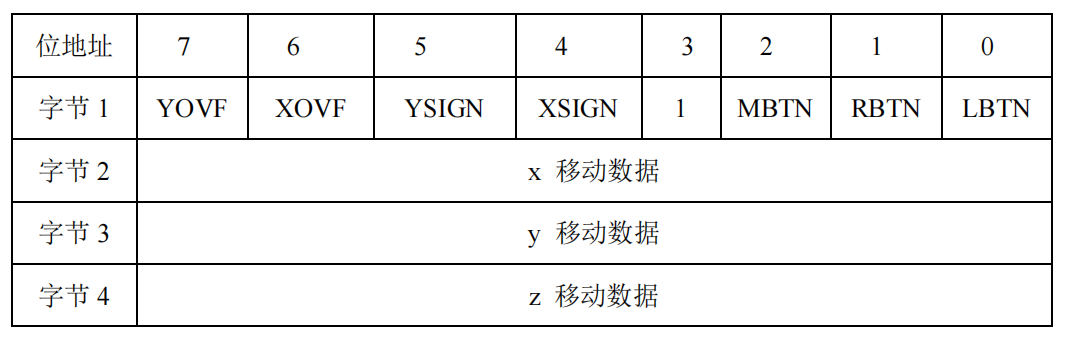 位地址 7 6 5 4 3 2 1 0
字节 1 YOVF XOVF YSIGN XSIGN 1 MBTN RBTN LBTN
字节 2 x 移动数据
字节 3 y 移动数据
字节 4 z 移动数据